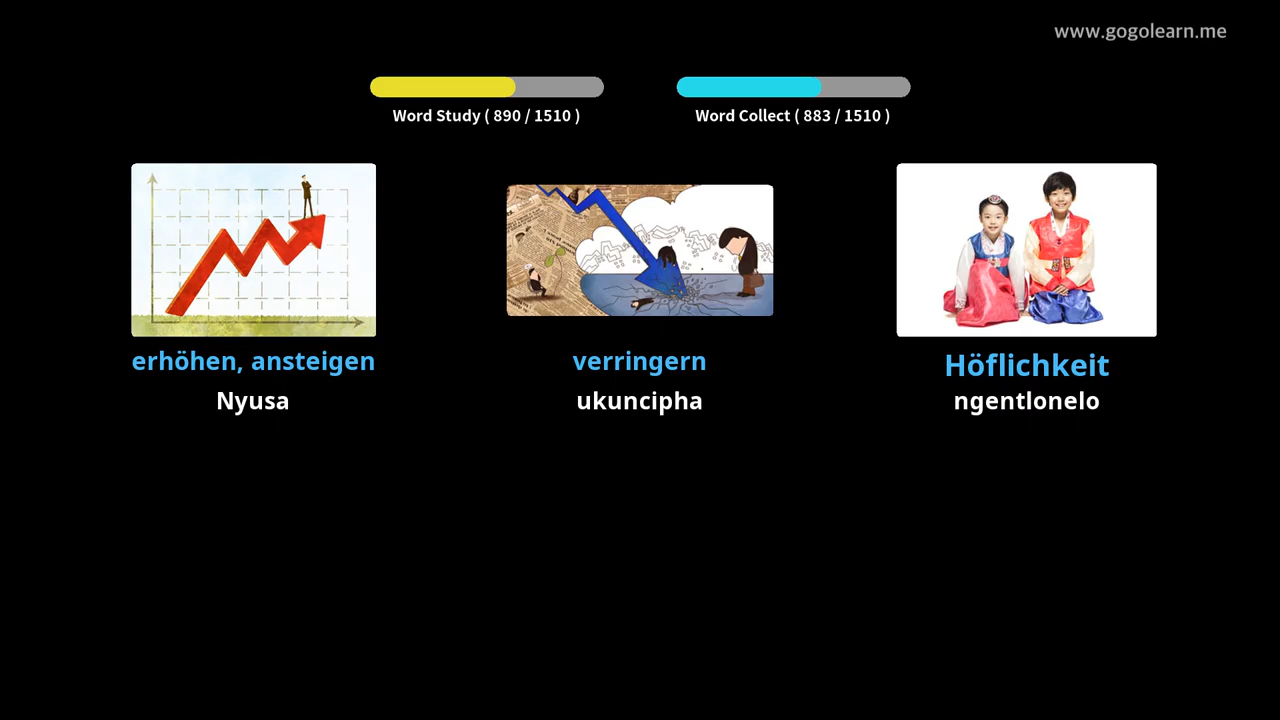 www.gogolearn.me
Word Study ( 890 / 1510 )
Word Collect ( 883 / 1510 )
erhöhen, ansteigen
Nyusa
verringern
ukuncipha
Höflichkeit
ngentlonelo